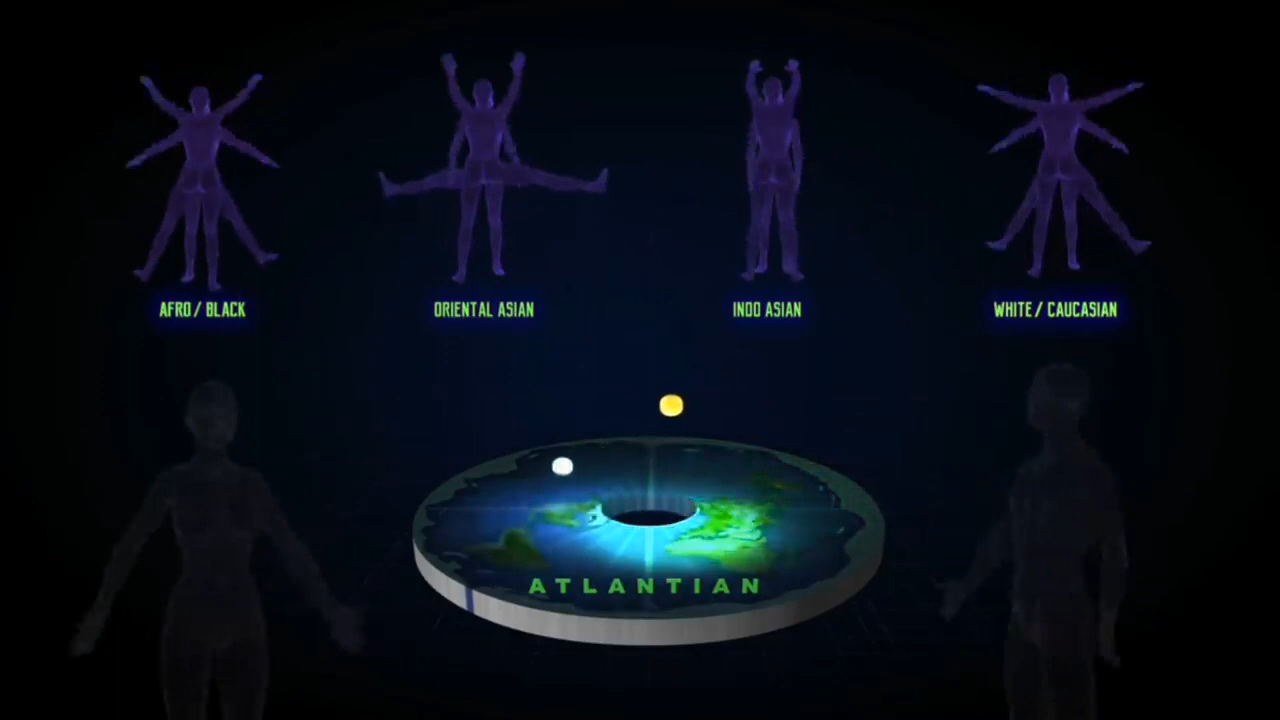 AFRO / BLACK
ORIENTAL ASIAN
INDO ASIAN
WHITE / CAUCASIAN
ATLANTIAN